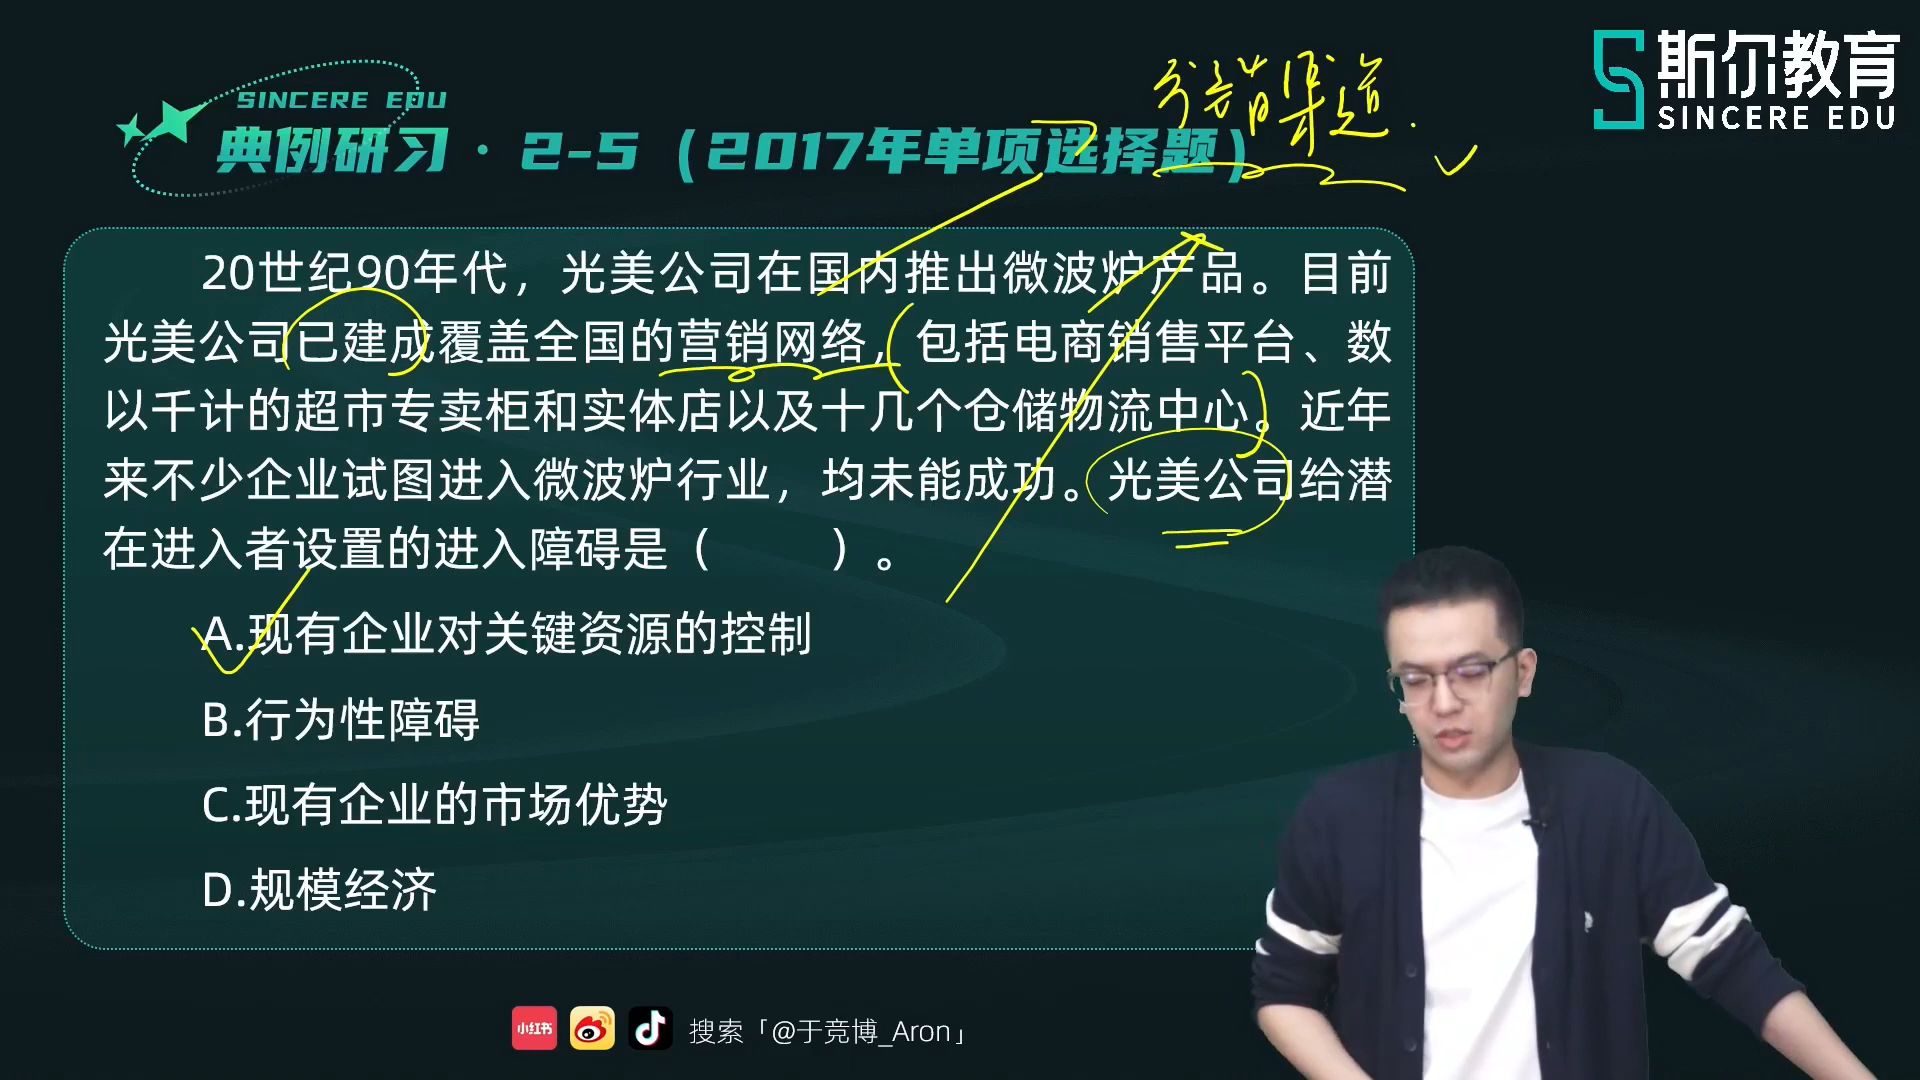 SINCERE EDU
典例研习·2-5（2017年单项选择题）
分销渠道.
斯尔教育
SINCERE EDU
20世纪90年代，光美公司在国内推出微波炉产品。目前
光美公司已建成覆盖全国的营销网络，包括电商销售平台、数
以千计的超市专卖柜和实体店以及十几个仓储物流中心。近年
来不少企业试图进入微波炉行业，均未能成功。光美公司给潜
在进入者设置的进入障碍是（　　）。
A.现有企业对关键资源的控制
B.行为性障碍
C.现有企业的市场优势
D.规模经济
小红书
搜索「@于竞博_Aron」